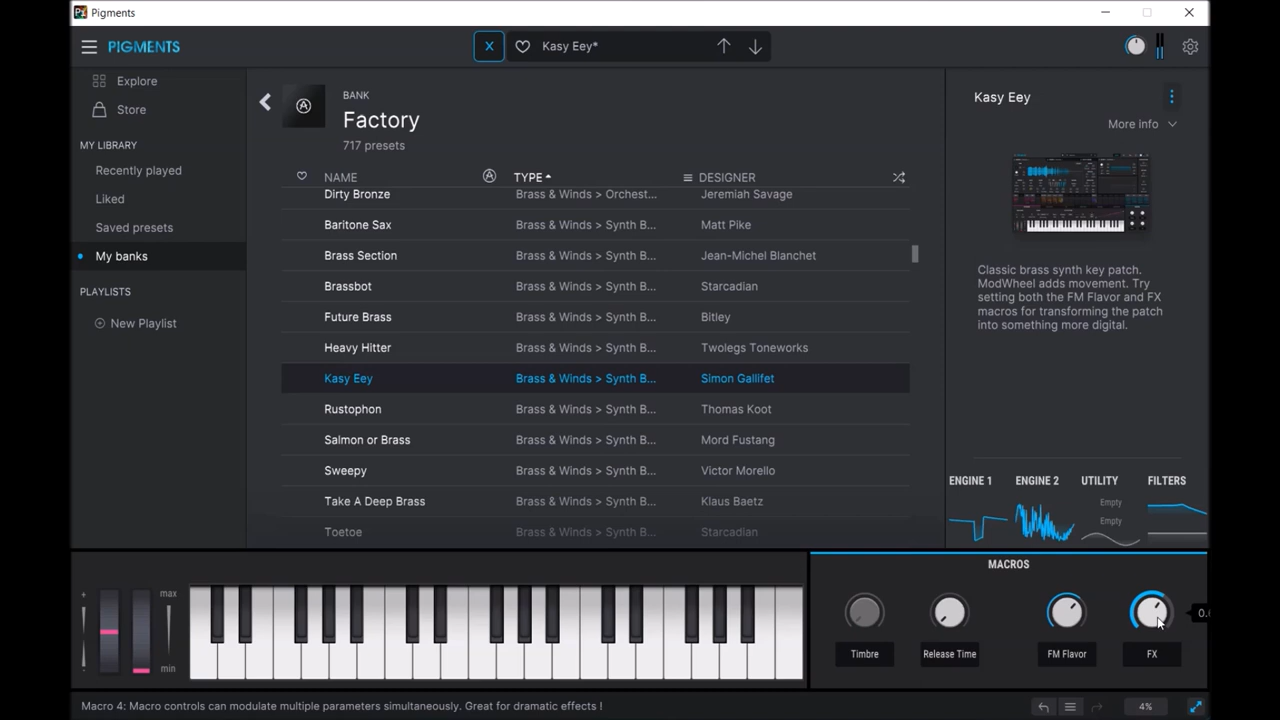 Pigments
PIGMENTS
X
Kasy Eey*
Explore
Store
MY LIBRARY
Recently played
Liked
Saved presets
My banks
PLAYLISTS
New Playlist
BANK
Factory
717 presets
NAME TYPE DESIGNER
Dirty Bronze Brass & Winds > Orchest... Jeremiah Savage
Baritone Sax Brass & Winds > Synth B... Matt Pike
Brass Section Brass & Winds > Synth B... Jean-Michel Blanchet
Brassbot Brass & Winds > Synth B... Starcadian
Future Brass Brass & Winds > Synth B... Bitley
Heavy Hitter Brass & Winds > Synth B... Twolegs Toneworks
Kasy Eey Brass & Winds > Synth B... Simon Gallifet
Rustophon Brass & Winds > Synth B... Thomas Koot
Salmon or Brass Brass & Winds > Synth B... Mord Fustang
Sweepy Brass & Winds > Synth B... Victor Morello
Take A Deep Brass Brass & Winds > Synth B... Klaus Baetz
Toetoe Brass & Winds > Synth B... Starcadian
Kasy Eey
More info
Classic brass synth key patch.
ModWheel adds movement. Try
setting both the FM Flavor and FX
macros for transforming the patch
into something more digital.
ENGINE 1 ENGINE 2 UTILITY FILTERS
Empty
Empty
+
-
max
min
MACROS
Timbre Release Time FM Flavor FX
Macro 4: Macro controls can modulate multiple parameters simultaneously. Great for dramatic effects !
4%